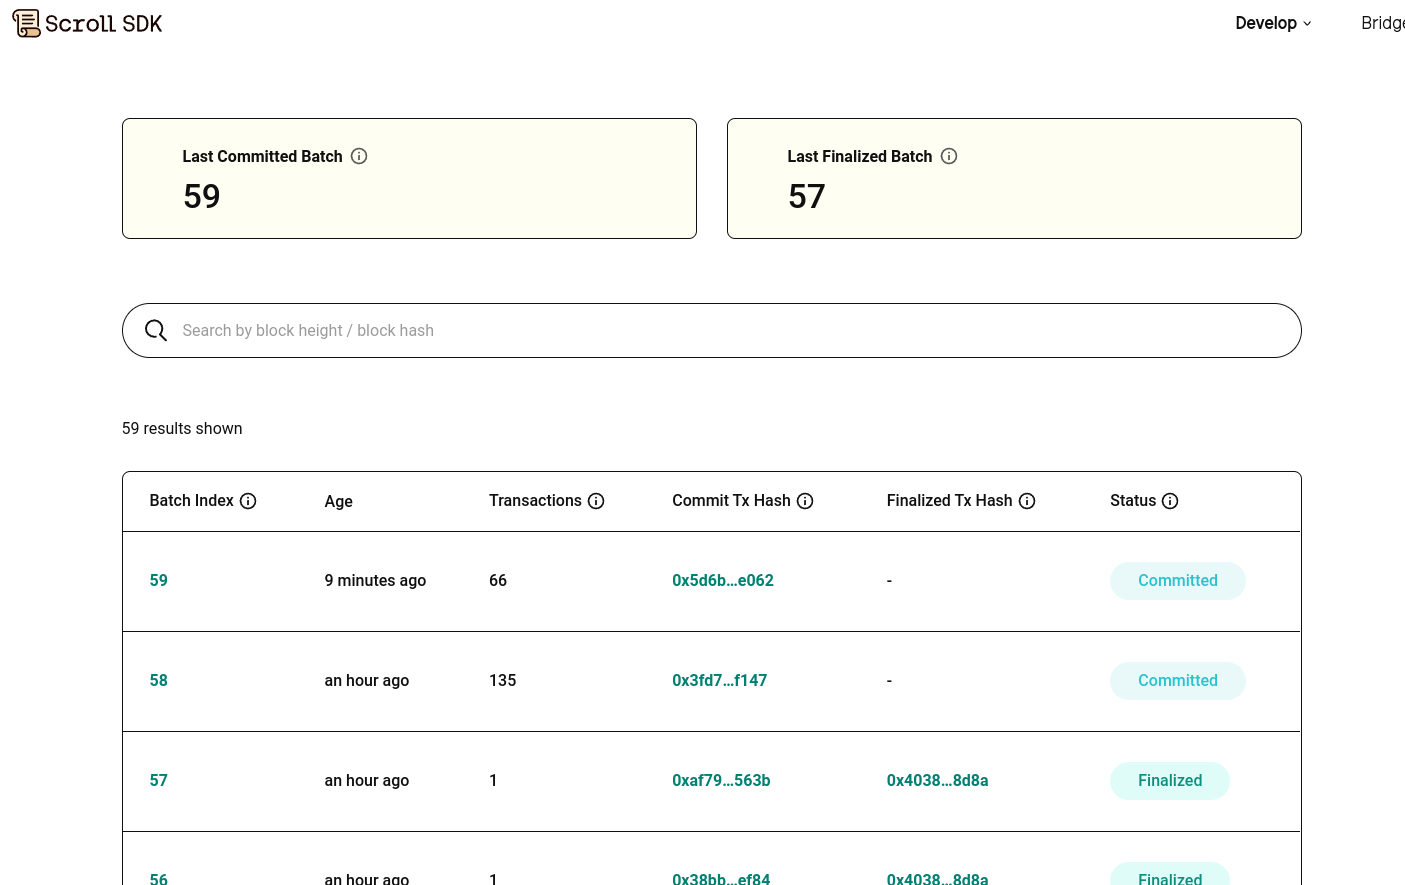 Scroll SDK
Develop
Bridge
Last Committed Batch
59
Last Finalized Batch
57
Search by block height / block hash
59 results shown
Batch Index Age Transactions Commit Tx Hash Finalized Tx Hash Status
59 9 minutes ago 66 0x5d6b…e062 - Committed
58 an hour ago 135 0x3fd7…f147 - Committed
57 an hour ago 1 0xaf79…563b 0x4038…8d8a Finalized
56 an hour ago 1 0x38bb…ef84 0x4038…8d8a Finalized